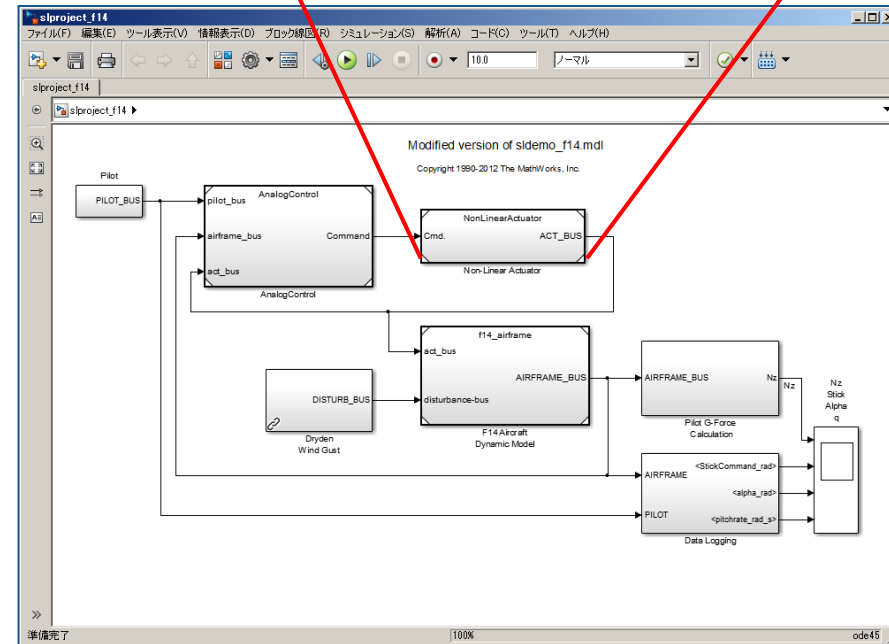 slproject_f14
ファイル(F) 編集(E) ツール表示(V) 情報表示(D) ブロック線図(R) シミュレーション(S) 解析(A) コード(C) ツール(T) ヘルプ(H)
10.0 ノーマル
slproject_f14
slproject_f14
Modified version of sldemo_f14.mdl
Copyright 1990-2012 The MathWorks, Inc.
Pilot
PILOT_BUS
AnalogControl
pilot_bus
airframe_bus
Command
act_bus
AnalogControl
NonLinearActuator
Cmd.
ACT_BUS
Non-Linear Actuator
f14_airframe
act_bus
AIRFRAME_BUS
disturbance-bus
F14 Aircraft
Dynamic Model
DISTURB_BUS
Dryden
Wind Gust
AIRFRAME_BUS
Nz
Pilot G-Force
Calculation
Nz
Nz
Stick
Alpha
q
AIRFRAME
<StickCommand_rad>
<alpha_rad>
PILOT
<pitchrate_rad_s>
Data Logging
準備完了
100%
ode45